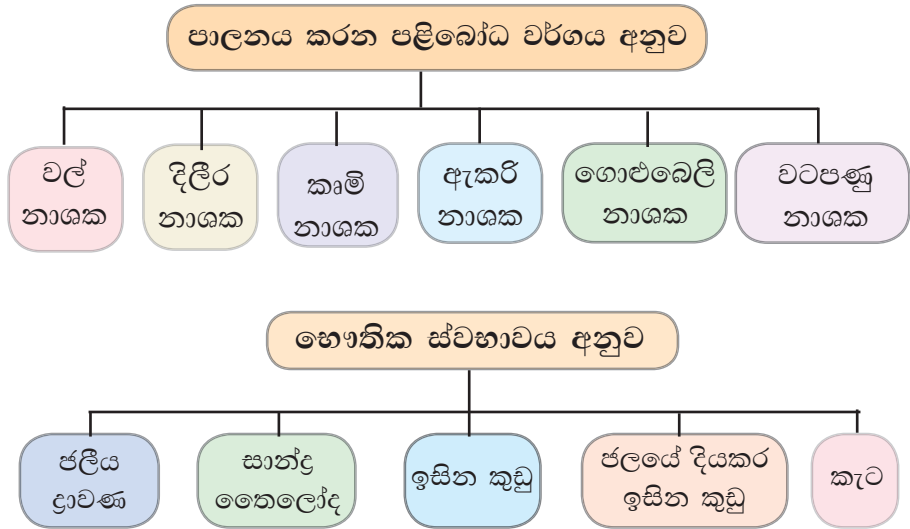 පාලනය කරන පළිබෝධ වර්ගය අනුව
වල්
නාශක
දිලීර
නාශක
කෘමි
නාශක
ඇකරි
නාශක
ගොළුබෙලි
නාශක
වටපණු
නාශක
භෞතික ස්වභාවය අනුව
ජලීය
ද්‍රාවණ
සාන්ද්‍ර
තෛලෝද
ඉසින කුඩු
ජලයේ දියකර
ඉසින කුඩු
කැට